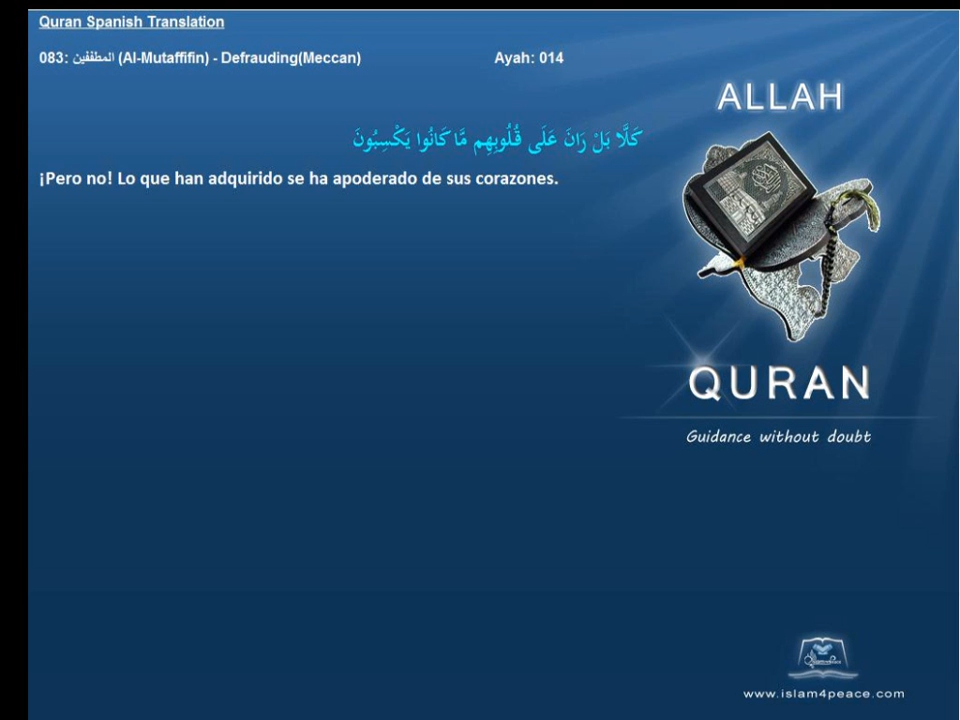 Quran Spanish Translation
083: المطففين (Al-Mutaffifin) - Defrauding(Meccan) Ayah: 014
كَلَّا بَلْ رَانَ عَلَى قُلُوبِهِم مَّا كَانُوا يَكْسِبُونَ
¡Pero no! Lo que han adquirido se ha apoderado de sus corazones.
ALLAH
QURAN
Guidance without doubt
www.islam4peace.com